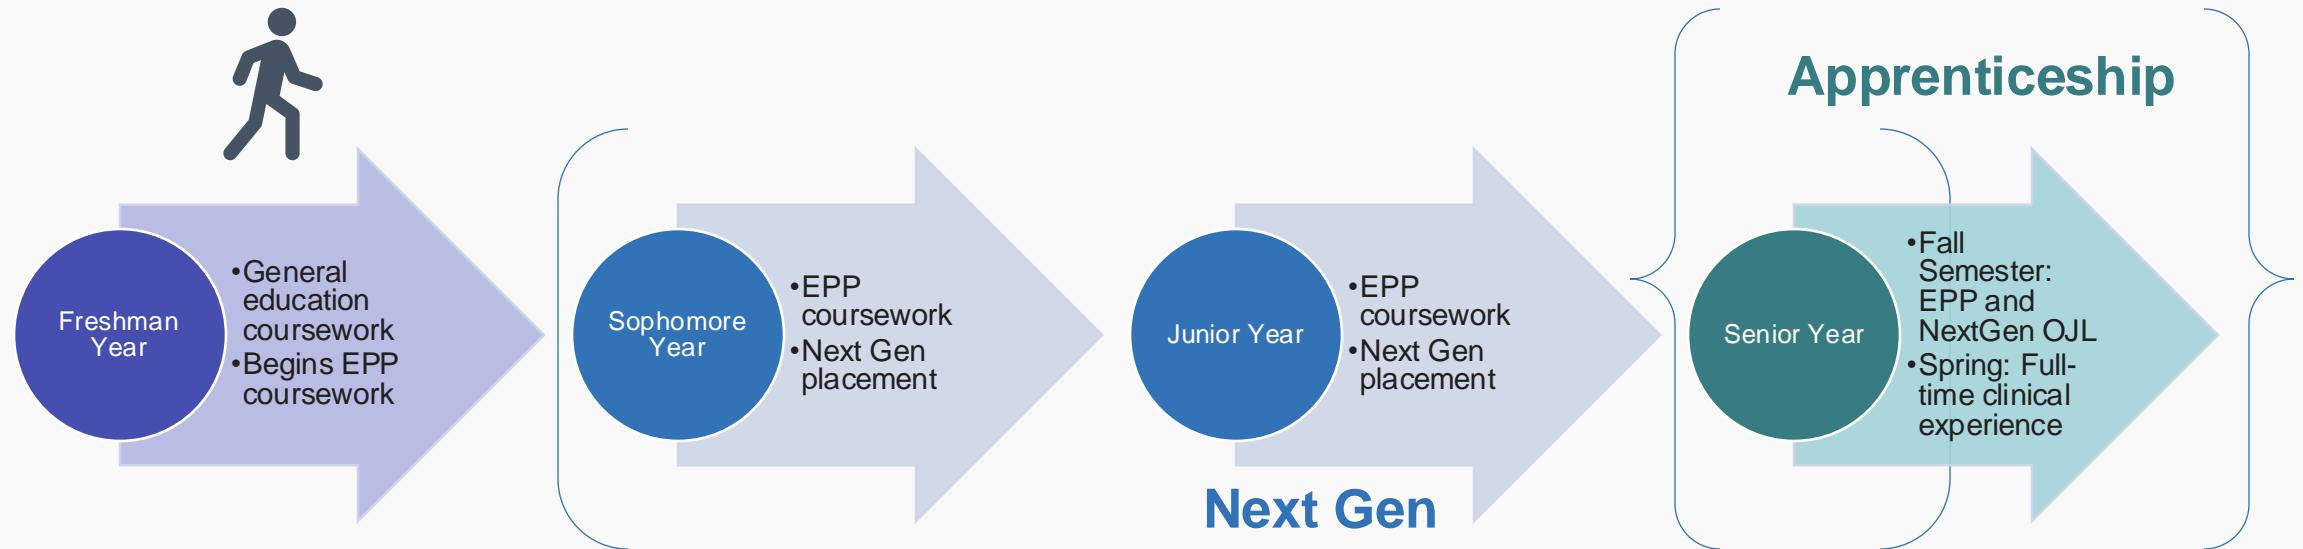 Apprenticeship
Freshman
Year
•General
education
coursework
•Begins EPP
coursework
Sophomore
Year
•EPP
coursework
•Next Gen
placement
Junior Year
•EPP
coursework
•Next Gen
placement
Senior Year
•Fall
Semester:
EPP and
NextGen OJL
•Spring: Full-
time clinical
experience
Next Gen